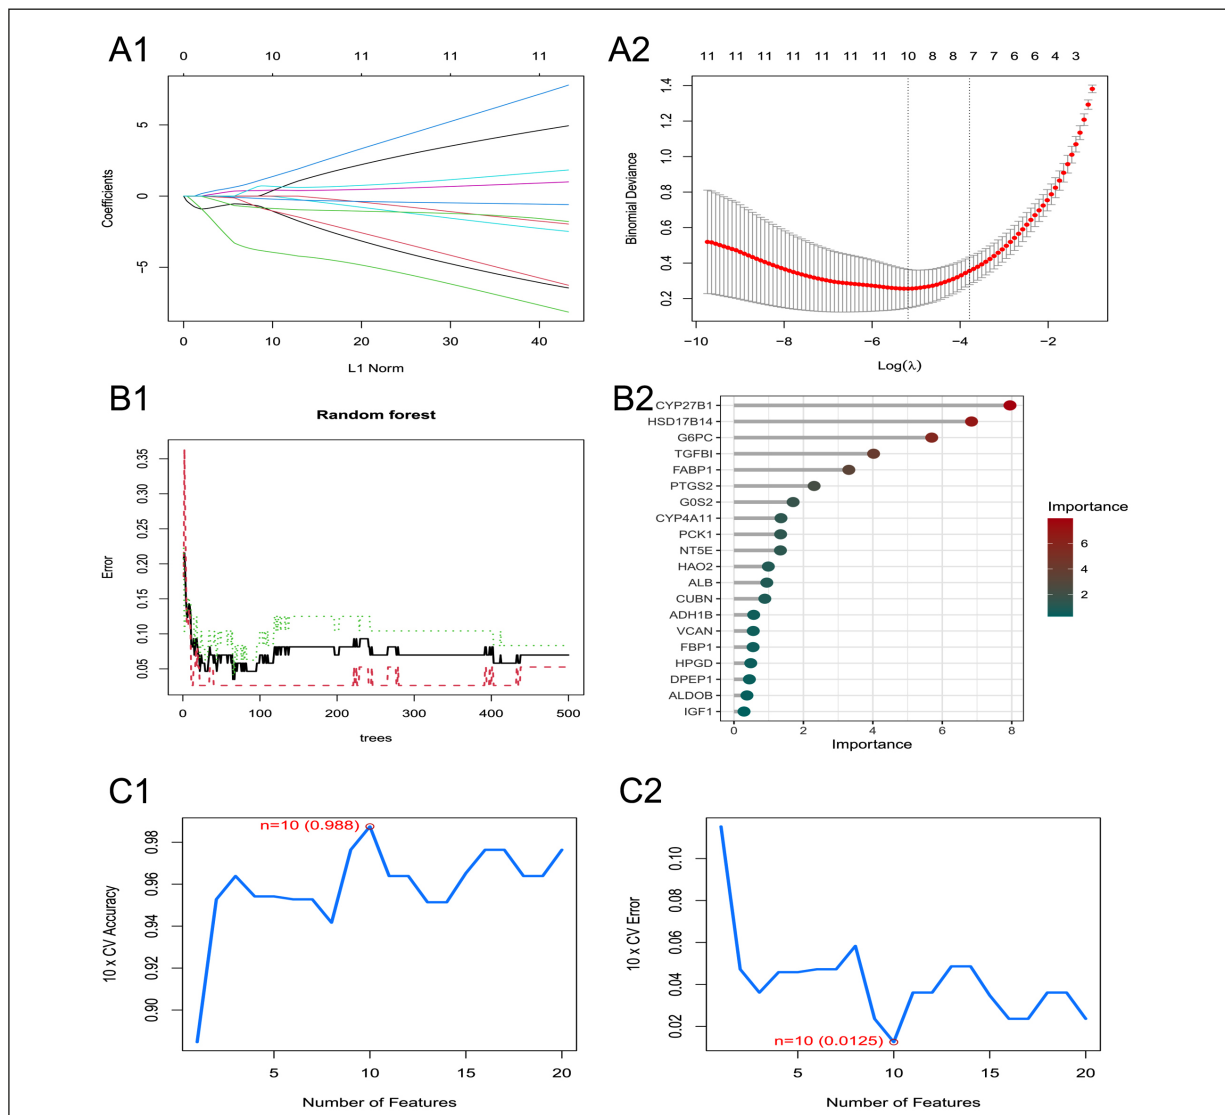 A1
0 10 11 11 11
Coefficients
5
0
−5
0 10 20 30 40
L1 Norm
A2
11 11 11 11 11 11 11 10 8 8 7 7 6 6 4 3
Binomial Deviance
1.4
1.2
1.0
0.8
0.6
0.4
0.2
−10 −8 −6 −4 −2
Log(λ)
B1
Random forest
Error
0.35
0.30
0.25
0.20
0.15
0.10
0.05
0 100 200 300 400 500
trees
B2
CYP27B1
HSD17B14
G6PC
TGFBI
FABP1
PTGS2
G0S2
CYP4A11
PCK1
NT5E
HAO2
ALB
CUBN
ADH1B
VCAN
FBP1
HPGD
DPEP1
ALDOB
IGF1
0 2 4 6 8
Importance
Importance
6
4
2
C1
n=10 (0.988)
10 x CV Accuracy
0.98
0.96
0.94
0.92
0.90
5 10 15 20
Number of Features
C2
10 x CV Error
0.10
0.08
0.06
0.04
0.02
n=10 (0.0125)
5 10 15 20
Number of Features